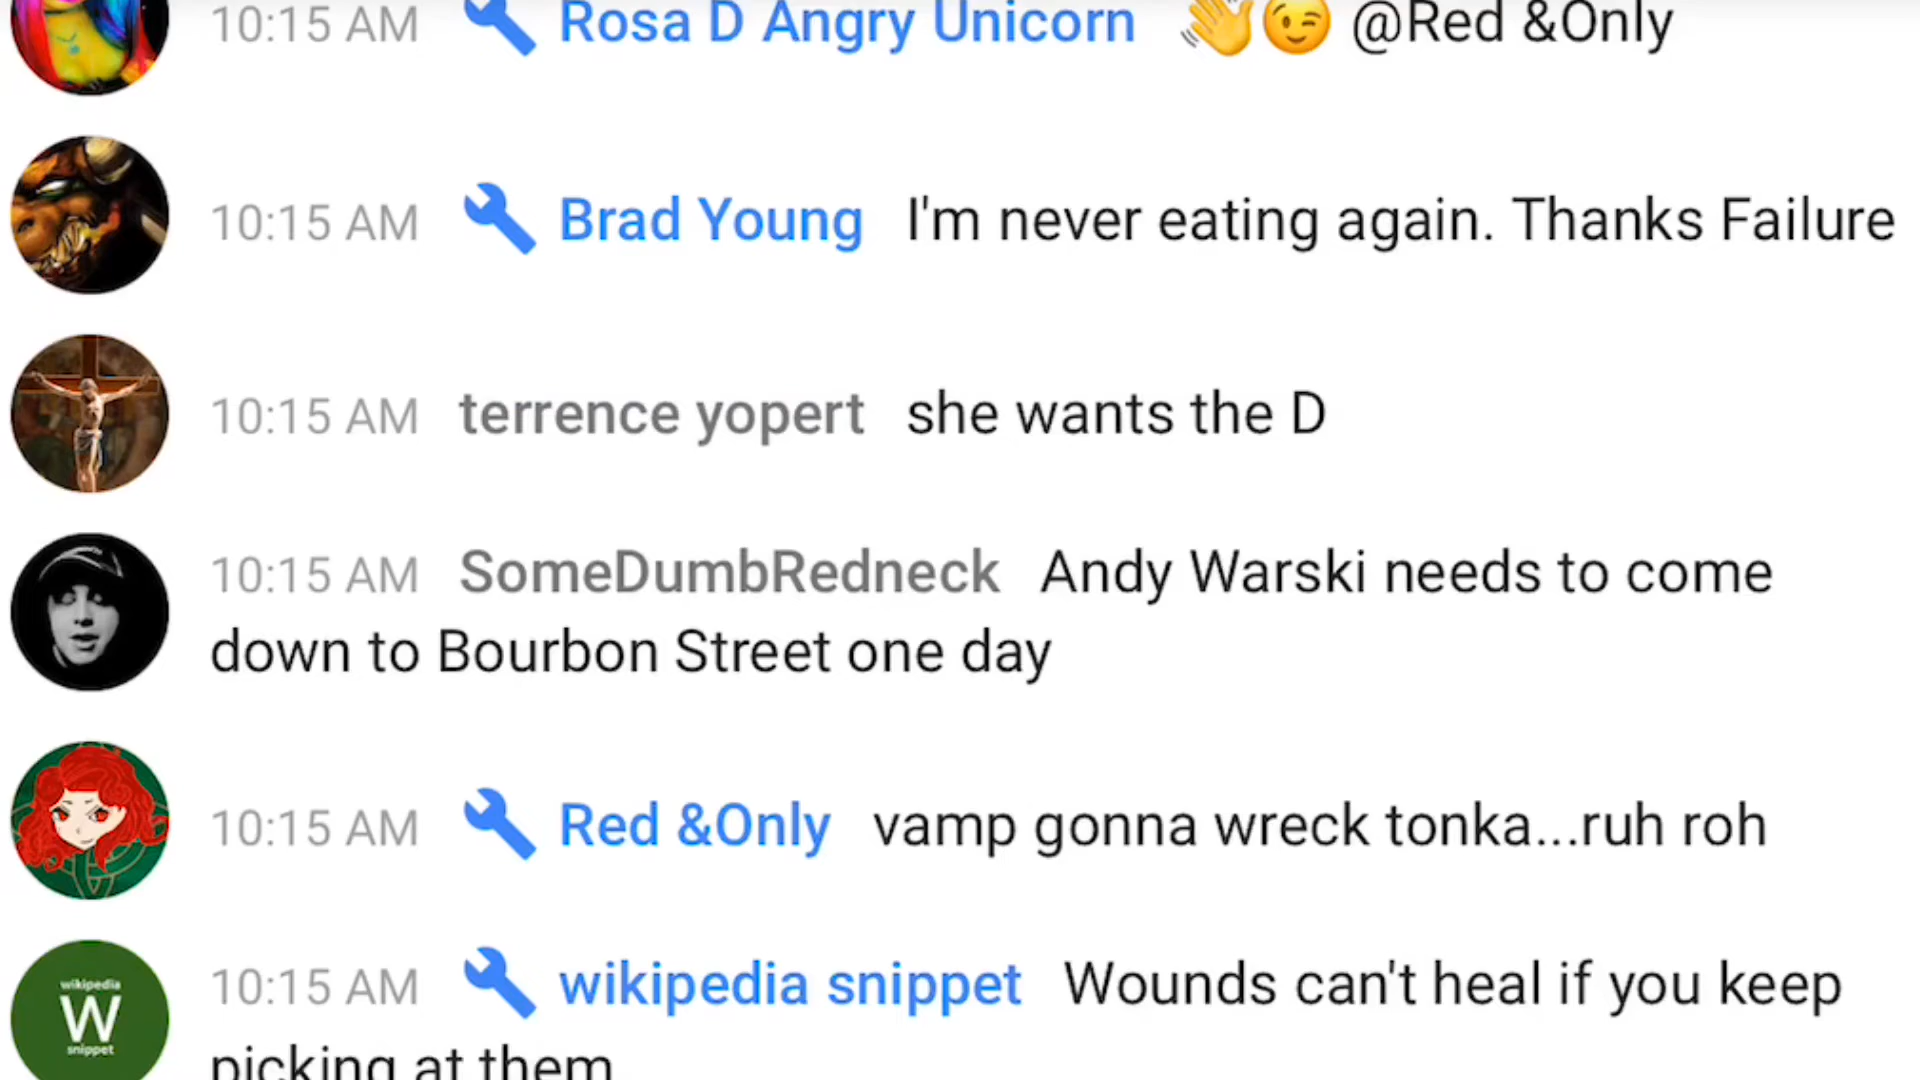 10:15 AM Rosa D Angry Unicorn 👋😉 @Red &Only
10:15 AM Brad Young I'm never eating again. Thanks Failure
10:15 AM terrence yopert she wants the D
10:15 AM SomeDumbRedneck Andy Warski needs to come
down to Bourbon Street one day
10:15 AM Red &Only vamp gonna wreck tonka...ruh roh
wikipedia
W
snippet
10:15 AM wikipedia snippet Wounds can't heal if you keep
picking at them